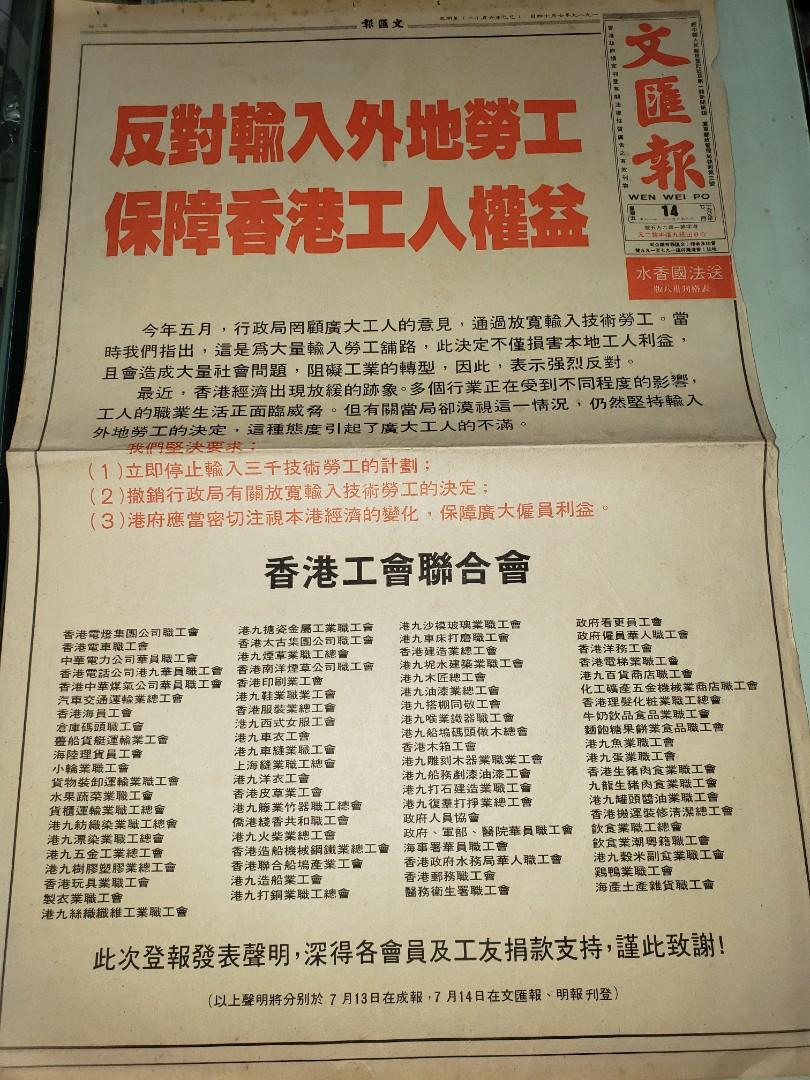 文匯報
反對輸入外地勞工
保障香港工人權益
文匯報
WEN WEI PO
14
送法國香水
表格刊卅八版
今年五月，行政局罔顧廣大工人的意見，通過放寬輸入技術勞工。當
時我們指出，這是爲大量輸入勞工舖路，此決定不僅損害本地工人利益，
且會造成大量社會問題，阻礙工業的轉型，因此，表示强烈反對。
最近，香港經濟出現放緩的跡象。多個行業正在受到不同程度的影響，
工人的職業生活正面臨威脅。但有關當局卻漠視這一情況，仍然堅持輸入
外地勞工的決定，這種態度引起了廣大工人的不滿。
我們堅決要求：
(1)立即停止輸入三千技術勞工的計劃；
(2)撤銷行政局有關放寬輸入技術勞工的決定；
(3)港府應當密切注視本港經濟的變化，保障廣大僱員利益。
香港工會聯合會
香港電燈集團公司職工會
香港電車職工會
中華電力公司華員職工會
香港電話公司港九華員職工會
香港中華煤氣公司華員職工會
汽車交通運輸業總工會
香港海員工會
倉庫碼頭職工會
躉船貨艇運輸業工會
海陸理貨員工會
小輪業職工會
貨物裝卸運輸業職工會
水果蔬菜業職工會
貨櫃運輸業職工總會
港九紡織染業職工總會
港九漂染業職工總會
港九五金工業總工會
港九樹膠塑膠業總工會
香港玩具業職工會
製衣業職工會
港九絲織纖維工業職工會
港九搪瓷金屬工業職工會
香港太古集團公司職工會
港九煙草業職工總會
香港南洋煙草公司職工會
香港印刷業工會
港九鞋業職業工會
香港服裝業總工會
港九西式女服工會
港九車衣工會
港九車縫業職工會
上海縫業職工總會
港九洋衣工會
香港皮草業工會
港九籐業竹器職工總會
僑港棧香共和職工會
港九火柴業總工會
香港造船機械鋼鐵業總工會
香港聯合船塢產業工會
港九造船業工會
港九打銅業職工總會
港九沙模玻璃業職工會
港九車床打磨職工會
香港建造業總工會
港九坭水建築業職工會
港九木匠總工會
港九油漆業總工會
港九搭棚同敬工會
港九喉業鐵器職工會
港九船塢碼頭做木總會
香港木箱工會
港九雕刻木器業職業工會
港九船務剷漆油漆工會
港九打石建造業職工會
港九復羣打掙業總工會
政府人員協會
政府、軍部、醫院華員職工會
海事署華員職工會
香港政府水務局華人職工會
香港郵務職工會
醫務衛生署職工會
政府看更員工會
政府僱員華人職工會
香港洋務工會
香港電梯業職工會
港九百貨商店職工會
化工礦產五金機械業商店職工會
香港理髮化粧業職工總會
牛奶飲品食品業職工會
麵飽糖果餅業食品職工會
港九魚業職工會
港九蛋業職工會
香港生豬肉食業職工會
九龍生豬肉食業職工會
港九罐頭醬油業職工會
香港搬運裝修清潔總工會
飲食業職工總會
飲食業潮粵籍職工會
港九穀米副食業職工會
鷄鴨業職工會
海產土產雜貨職工會
此次登報發表聲明，深得各會員及工友捐款支持，謹此致謝！
(以上聲明將分别於 7月13日在成報，7月14日在文匯報、明報刊登)